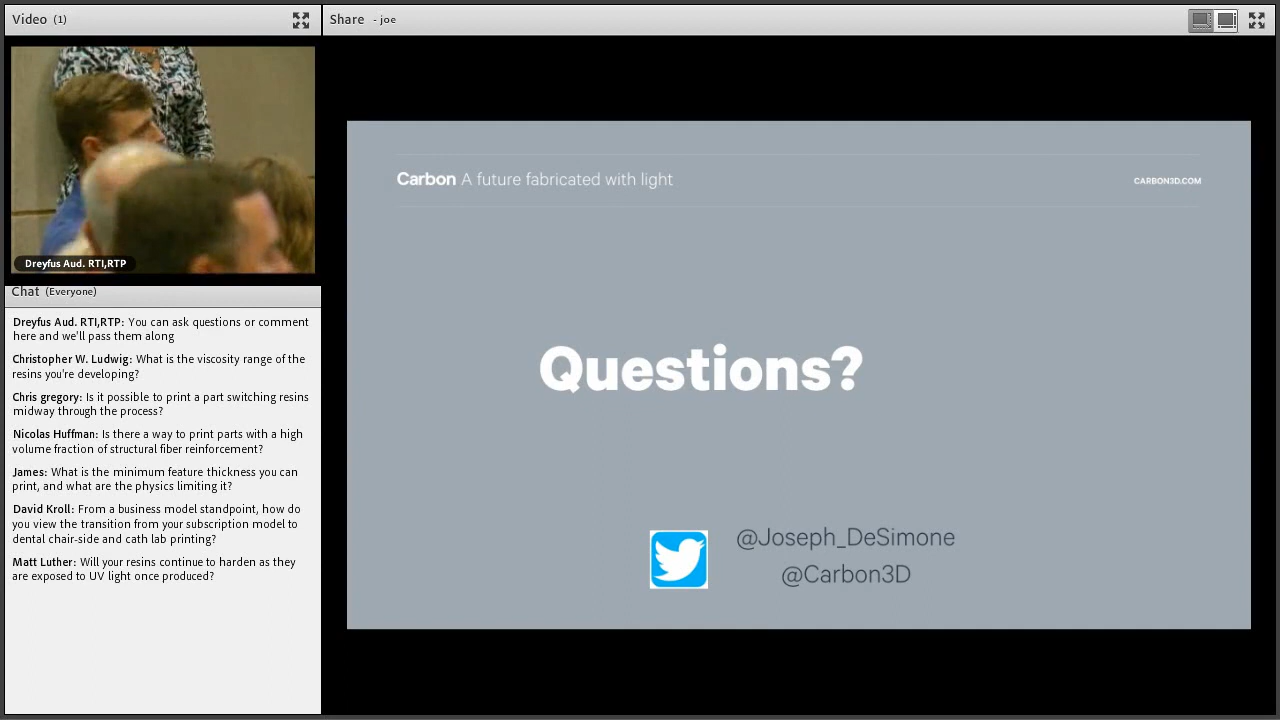 Video (1)
Share - joe
Dreyfus Aud. RTI,RTP
Chat (Everyone)
Dreyfus Aud. RTI,RTP: You can ask questions or comment
here and we'll pass them along
Christopher W. Ludwig: What is the viscosity range of the
resins you're developing?
Chris gregory: Is it possible to print a part switching resins
midway through the process?
Nicolas Huffman: Is there a way to print parts with a high
volume fraction of structural fiber reinforcement?
James: What is the minimum feature thickness you can
print, and what are the physics limiting it?
David Kroll: From a business model standpoint, how do
you view the transition from your subscription model to
dental chair-side and cath lab printing?
Matt Luther: Will your resins continue to harden as they
are exposed to UV light once produced?
Carbon A future fabricated with light
CARBON3D.COM
Questions?
@Joseph_DeSimone
@Carbon3D